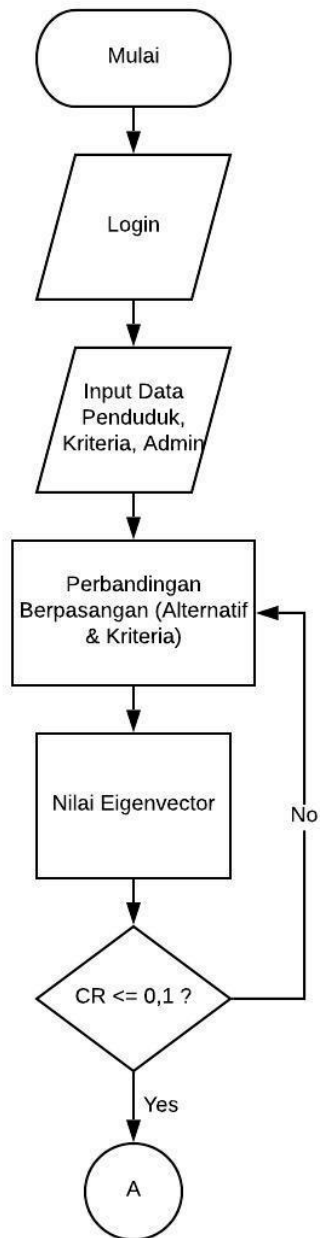 Mulai
Login
Input Data
Penduduk,
Kriteria, Admin
Perbandingan
Berpasangan (Alternatif
& Kriteria)
Nilai Eigenvector
No
CR <= 0,1 ?
Yes
A